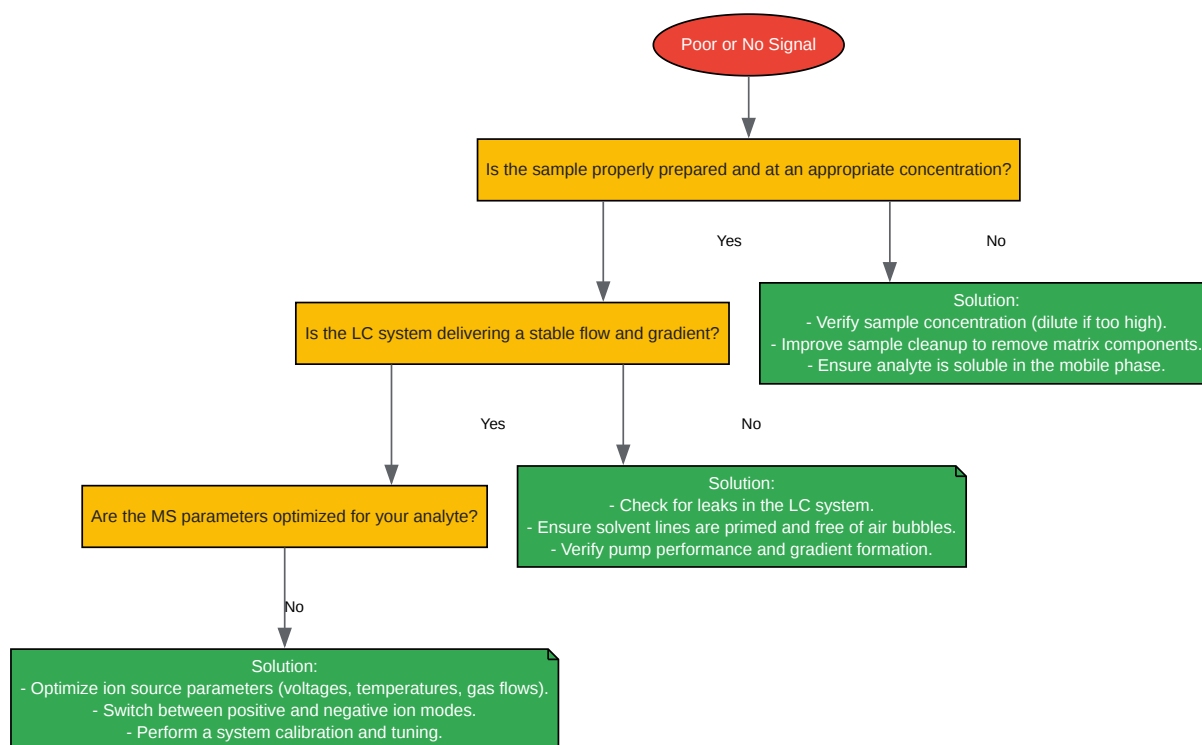 Poor or No Signal
Is the sample properly prepared and at an appropriate concentration?
Yes
No
Solution:
- Verify sample concentration (dilute if too high).
- Improve sample cleanup to remove matrix components.
- Ensure analyte is soluble in the mobile phase.
Is the LC system delivering a stable flow and gradient?
Yes
No
Solution:
- Check for leaks in the LC system.
- Ensure solvent lines are primed and free of air bubbles.
- Verify pump performance and gradient formation.
Are the MS parameters optimized for your analyte?
No
Solution:
- Optimize ion source parameters (voltages, temperatures, gas flows).
- Switch between positive and negative ion modes.
- Perform a system calibration and tuning.